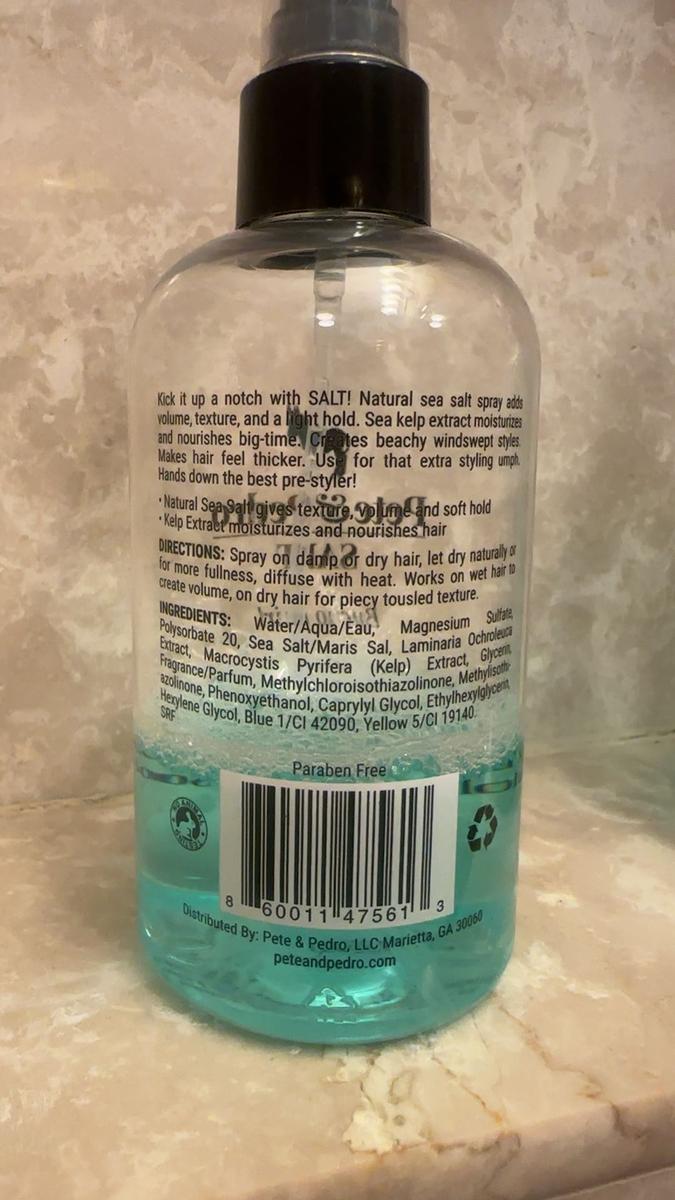 Kick it up a notch with SALT! Natural sea salt spray adds
volume, texture, and a light hold. Sea kelp extract moisturizes
and nourishes big-time. Creates beachy windswept styles.
Makes hair feel thicker. Use for that extra styling umph.
Hands down the best pre-styler!
• Natural Sea Salt gives texture, volume and soft hold
• Kelp Extract moisturizes and nourishes hair
Pete & Pedro
SALT
DIRECTIONS: Spray on damp or dry hair, let dry naturally or
for more fullness, diffuse with heat. Works on wet hair to
create volume, on dry hair for piecy tousled texture.
INGREDIENTS: Water/Aqua/Eau, Magnesium Sulfate,
Polysorbate 20, Sea Salt/Maris Sal, Laminaria Ochroleuca
Extract, Macrocystis Pyrifera (Kelp) Extract, Glycerin,
Fragrance/Parfum, Methylchloroisothiazolinone, Methylisothi-
azolinone, Phenoxyethanol, Caprylyl Glycol, Ethylhexylglycerin,
Hexylene Glycol, Blue 1/CI 42090, Yellow 5/CI 19140.
SRF
Paraben Free
NO ANIMAL TESTING
8 60011 47561 3
Distributed By: Pete & Pedro, LLC Marietta, GA 30060
peteandpedro.com